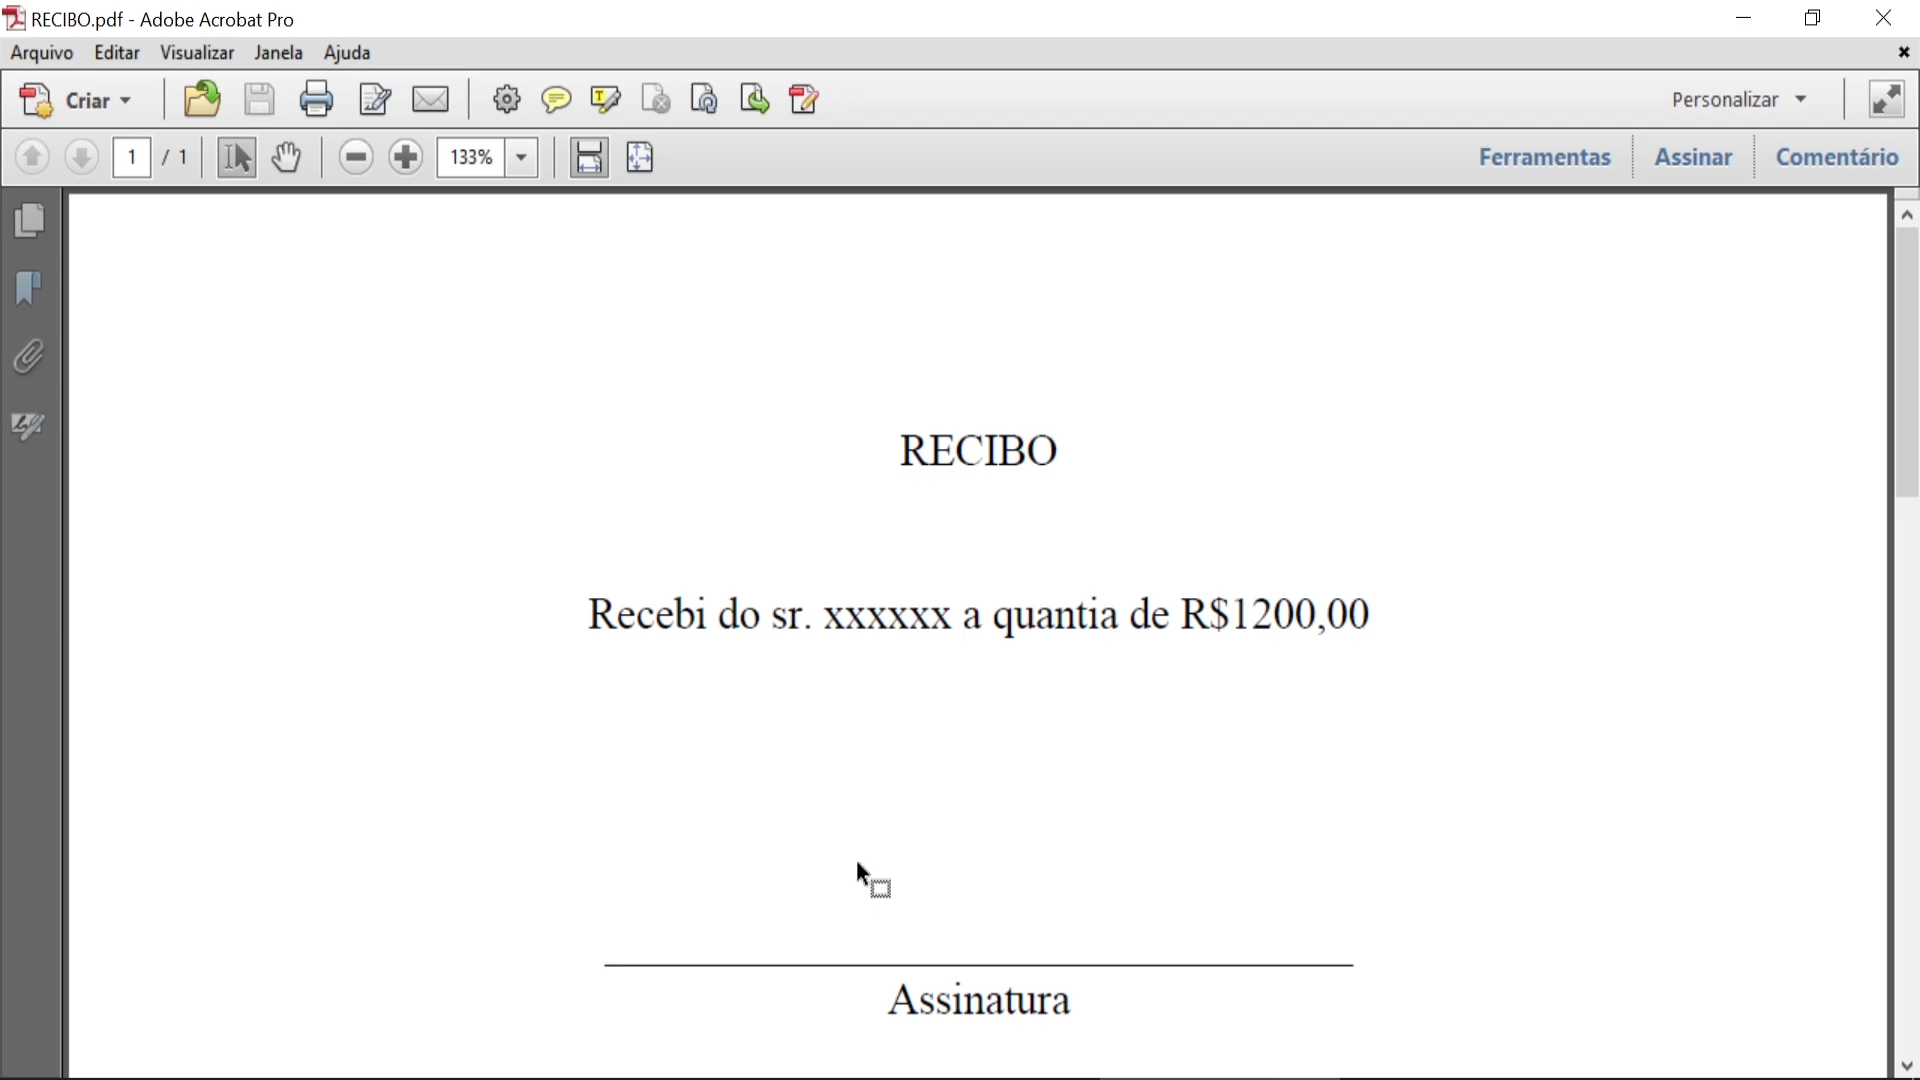 RECIBO.pdf - Adobe Acrobat Pro
Arquivo Editar Visualizar Janela Ajuda
Criar Personalizar
1 / 1 133% Ferramentas Assinar Comentário
RECIBO
Recebi do sr. xxxxxx a quantia de R$1200,00
Assinatura